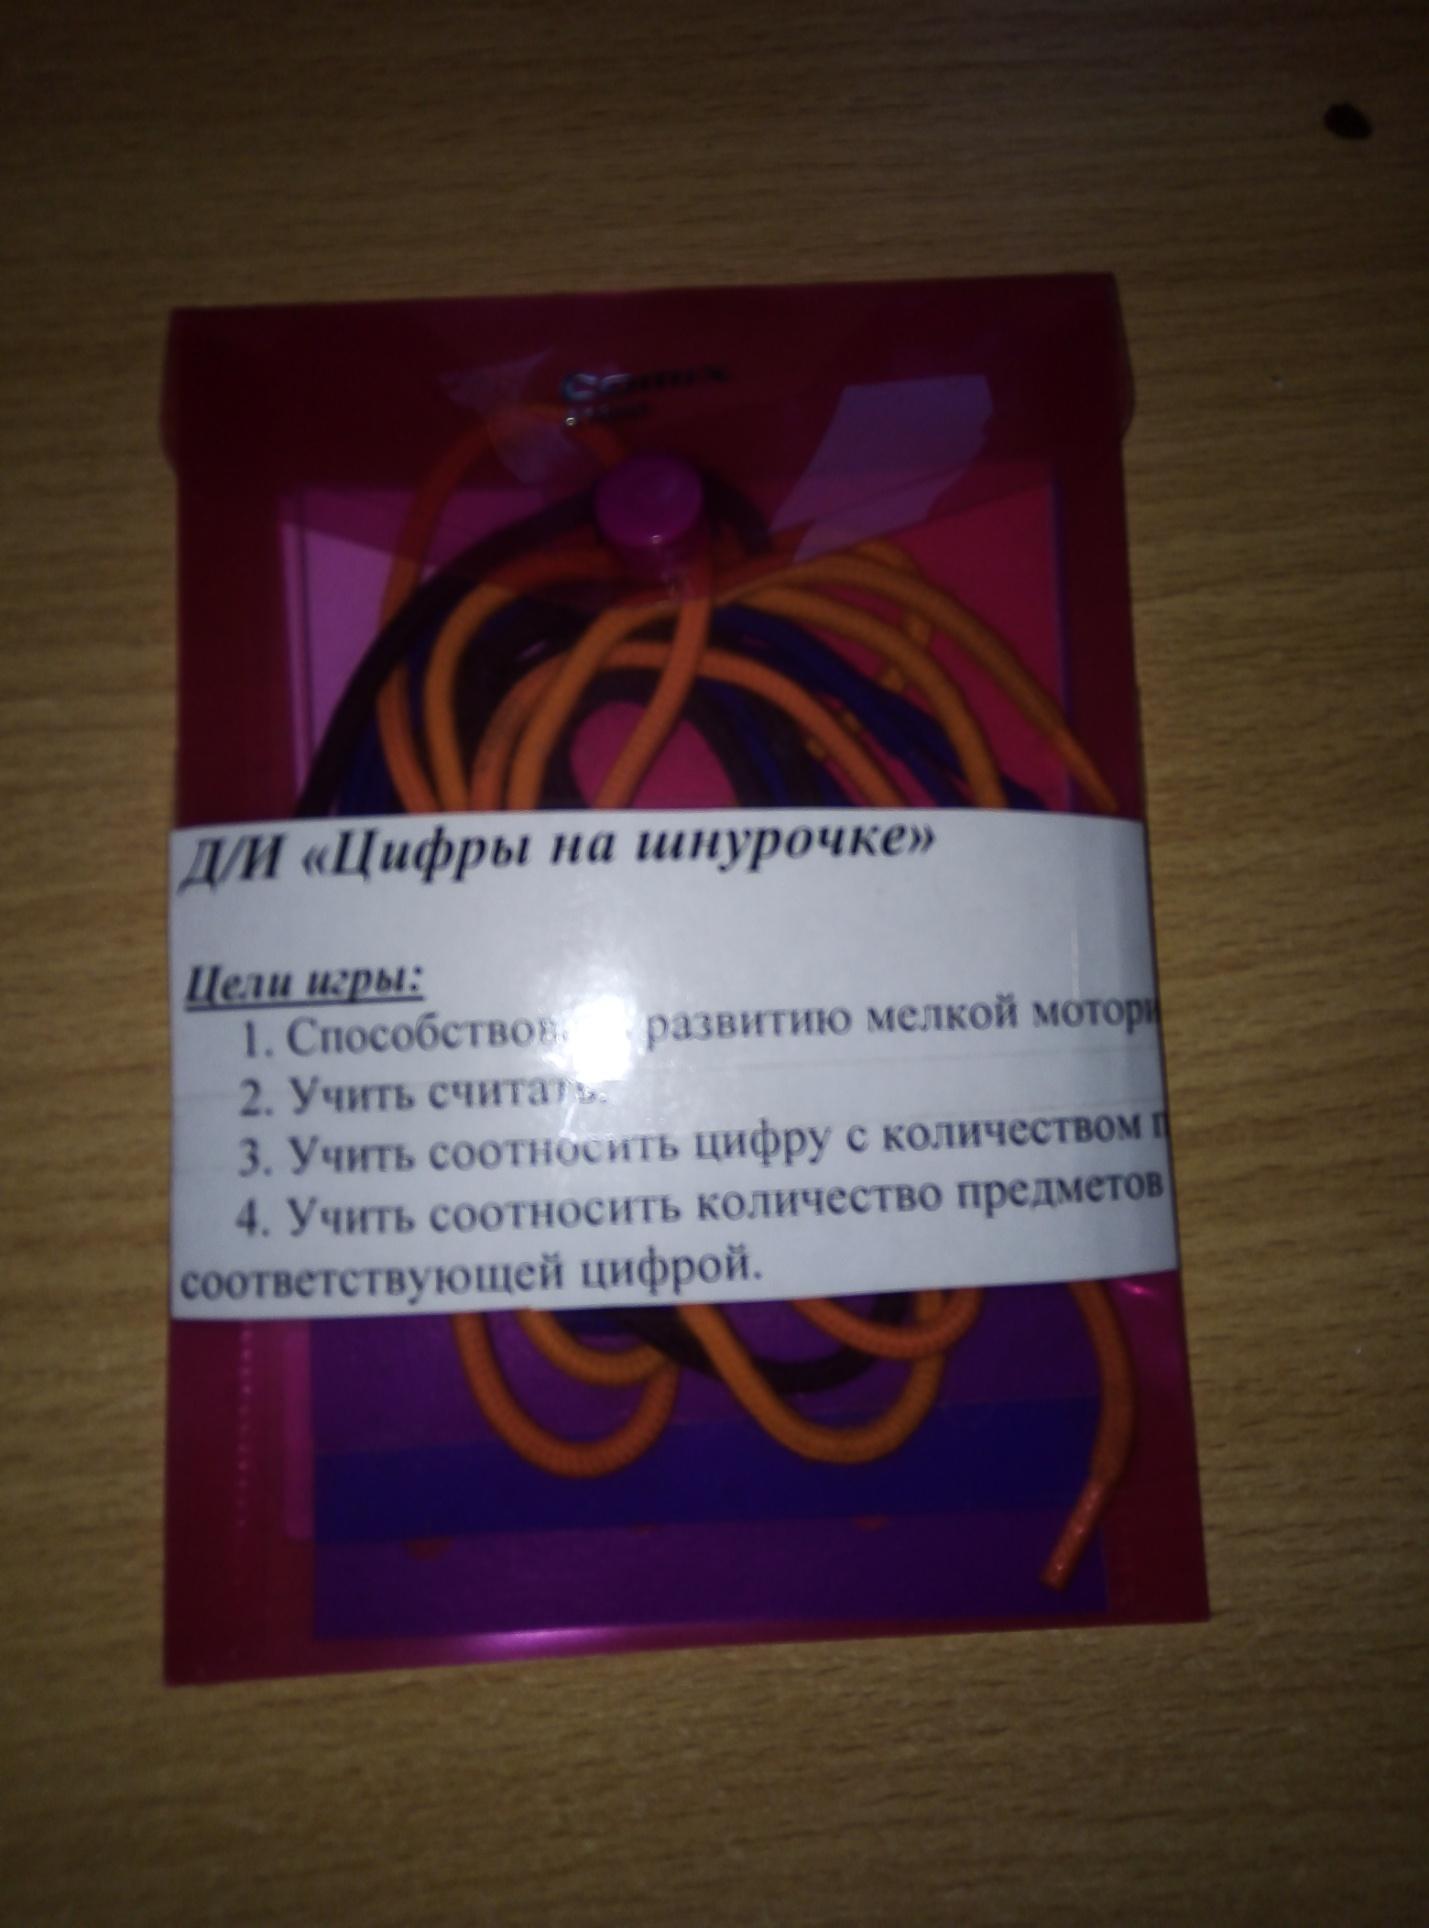 Comix
Д/И «Цифры на шнурочке»
Цели игры:
1. Способствов развитию мелкой мотори
2. Учить считать.
3. Учить соотносить цифру с количеством п
4. Учить соотносить количество предметов
соответствующей цифрой.